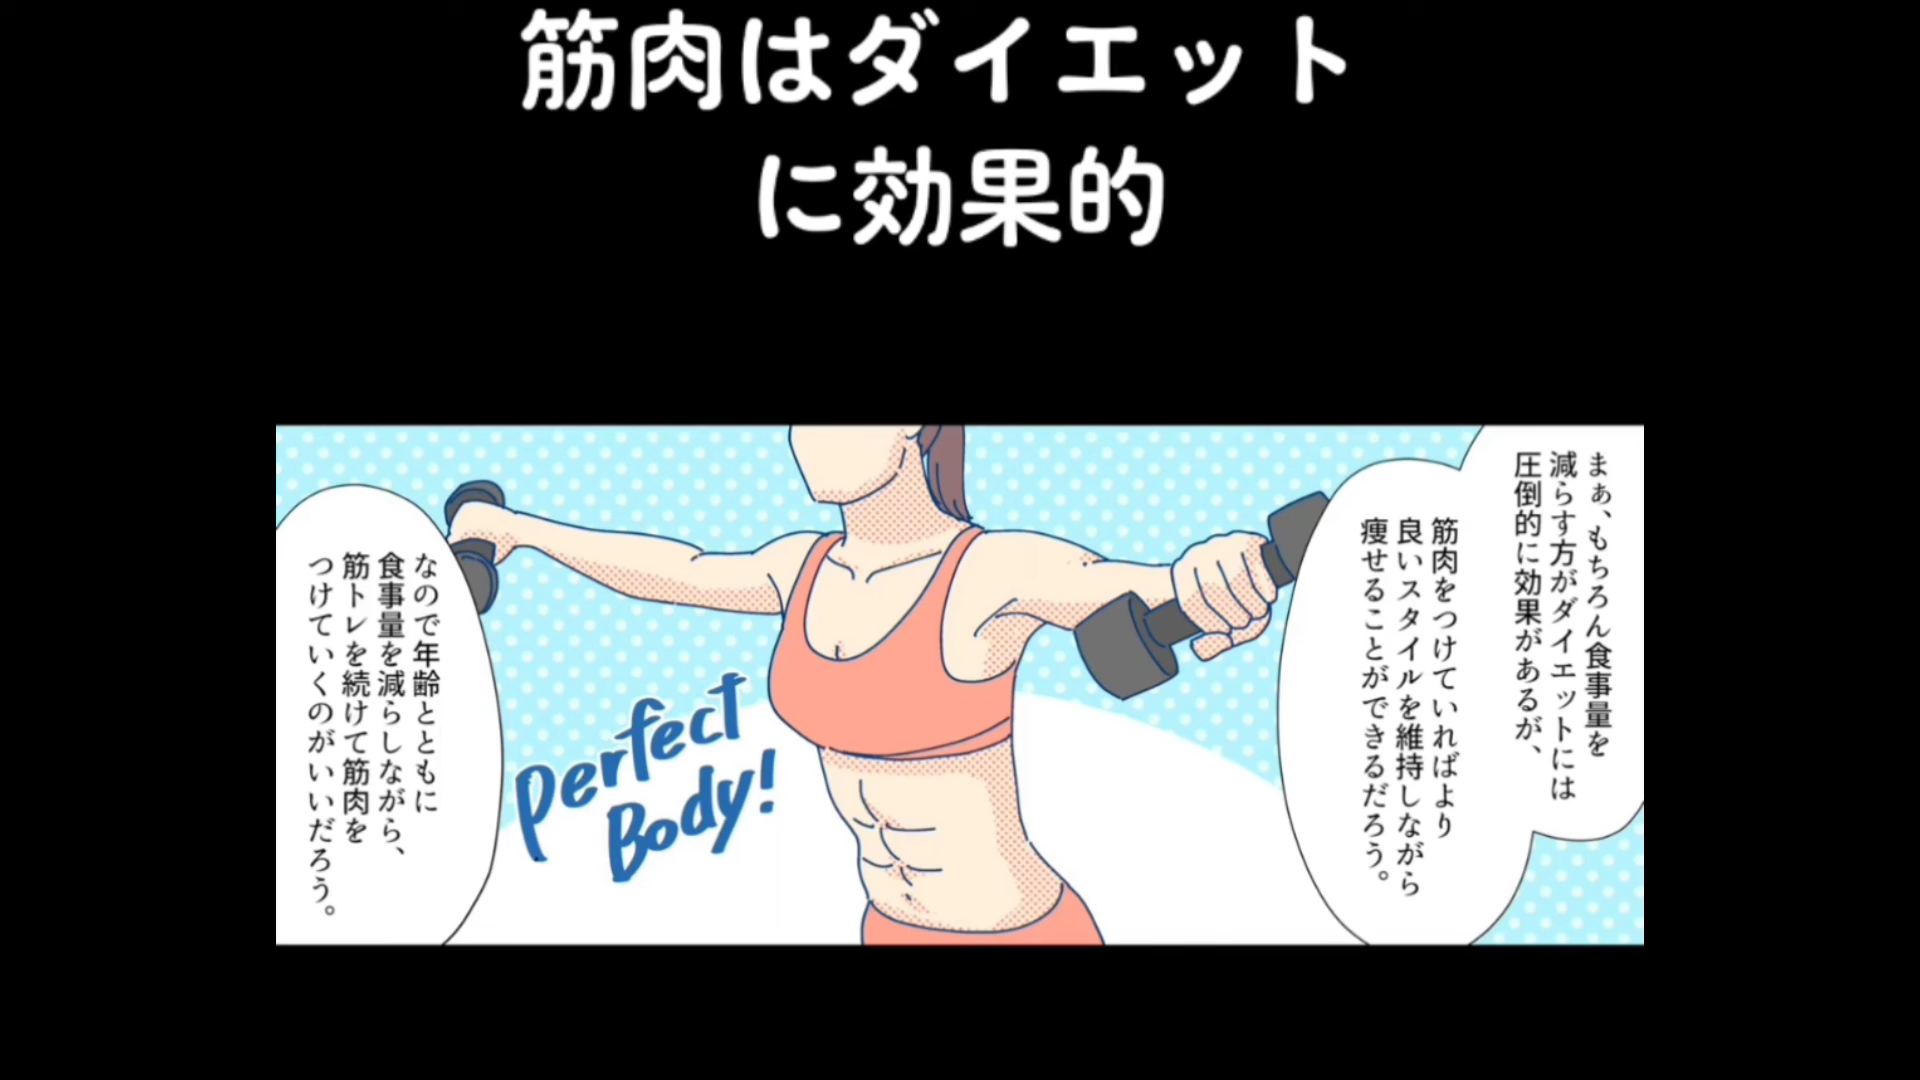 筋肉はダイエット
に効果的
まぁ、もちろん食事量を
減らす方がダイエットには
圧倒的に効果があるが、
筋肉をつけていればより
良いスタイルを維持しながら
痩せることができるだろう。
perfect
Body!
なので年齢とともに
食事量を減らしながら、
筋トレを続けて筋肉を
つけていくのがいいだろう。